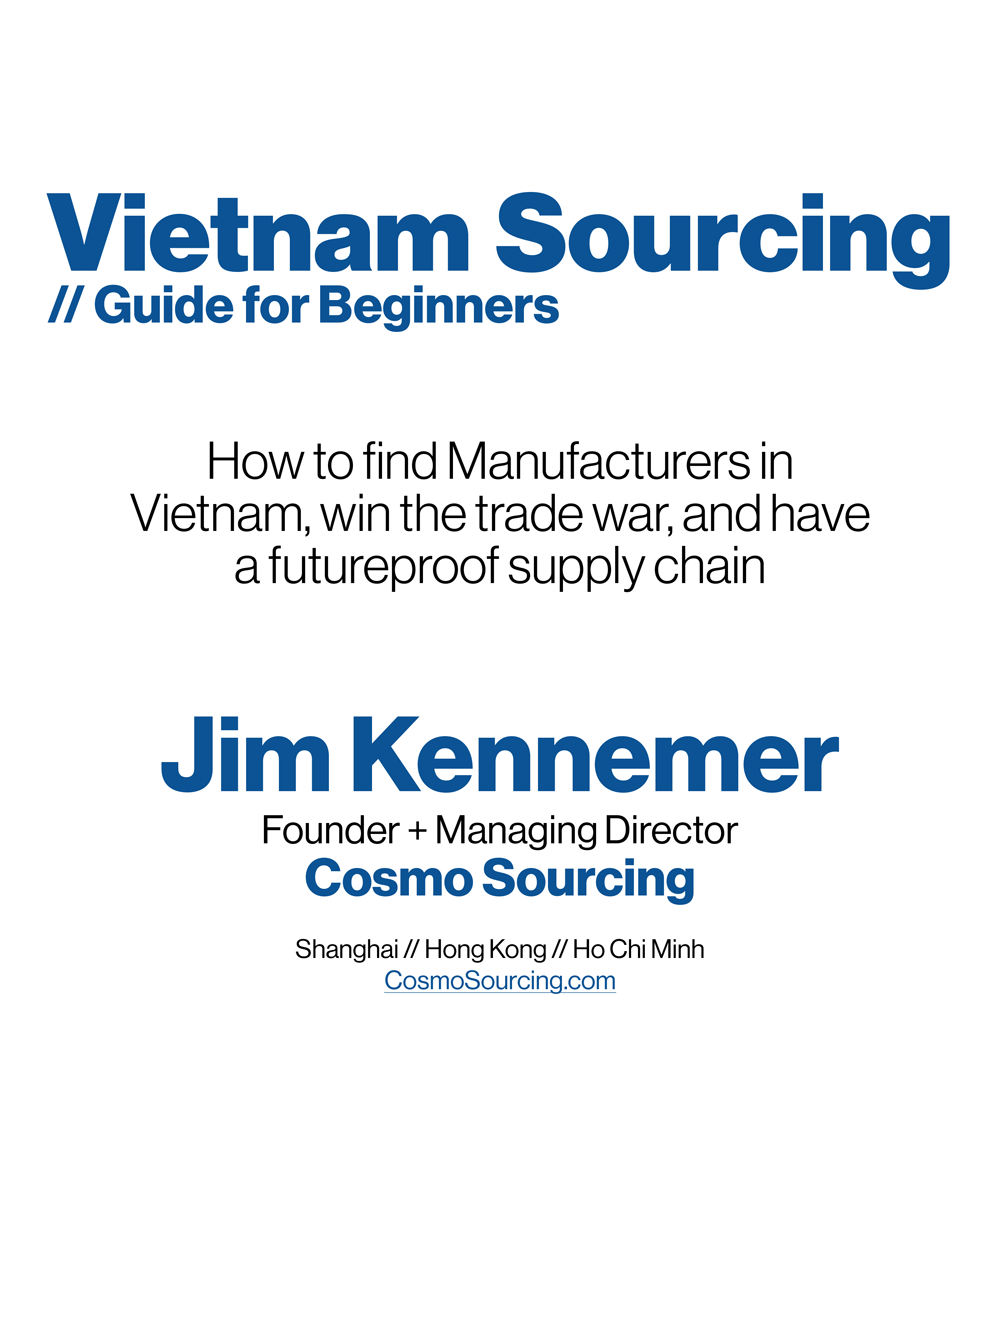 Vietnam Sourcing
// Guide for Beginners
How to find Manufacturers in
Vietnam, win the trade war, and have
a futureproof supply chain
Jim Kennemer
Founder + Managing Director
Cosmo Sourcing
Shanghai // Hong Kong // Ho Chi Minh
CosmoSourcing.com